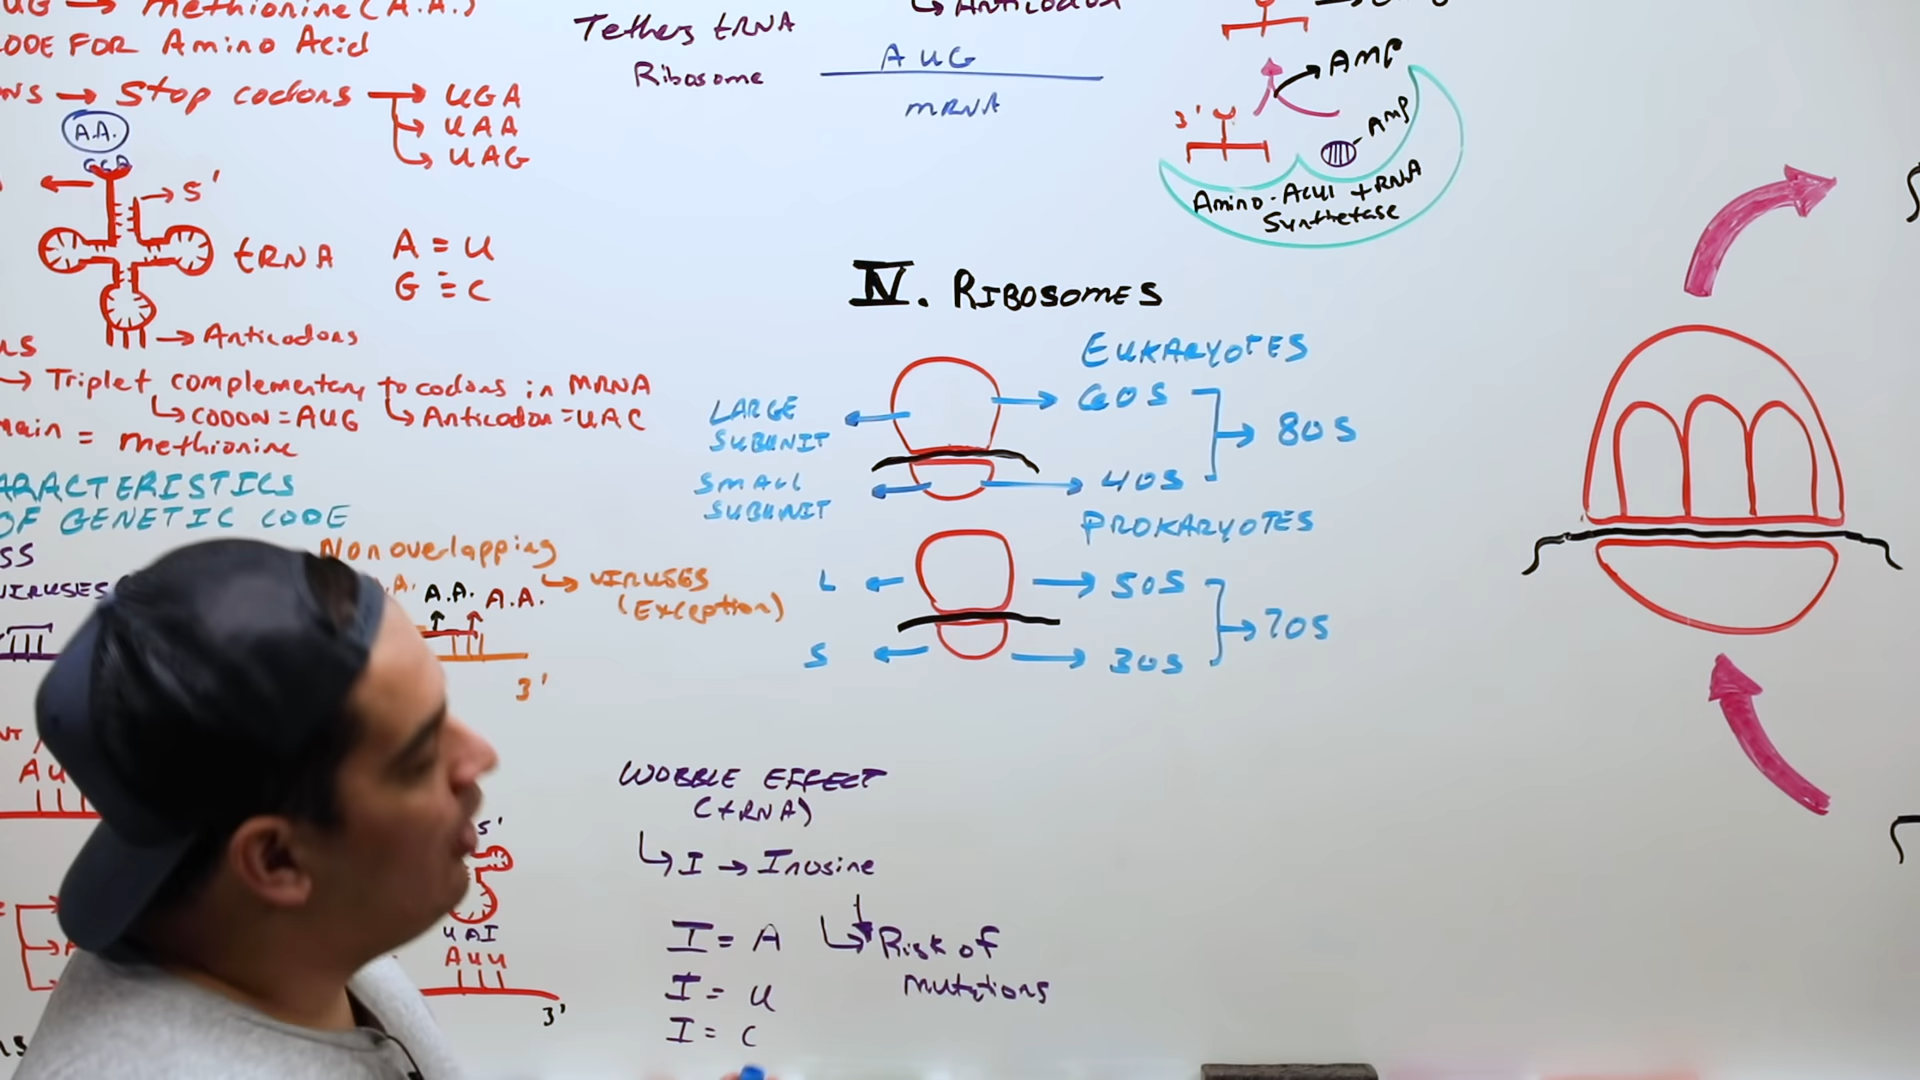 UG → Methionine (A.A.)
CODE FOR Amino Acid
→ Stop codons → UGA
UAA
UAG
A.A.
CCA
5'
tRNA
A = U
G ≡ C
→ Anticodons
→ Triplet complementary to codons in mRNA
↳ CODON = AUG ↳ Anticodon = UAC
= Methionine
CHARACTERISTICS
OF GENETIC CODE
VIRUSES
Nonoverlapping
↳ VIRUSES
(Exception)
A.A. A.A. A.A.
3'
AU
5'
UAI
AUU
3'
Tethers tRNA
Ribosome
↳ Anticodon
AUG
mRNA
AMP
3'
AMP
Amino-Acyl tRNA
Synthetase
IV. RIBOSOMES
EUKARYOTES
LARGE
SUBUNIT
60S
80S
SMALL
SUBUNIT
40S
PROKARYOTES
L
50S
70S
S
30S
WOBBLE EFFECT
(tRNA)
↳ I → Inosine
I = A
I = U
I = C
↳ Risk of
mutations